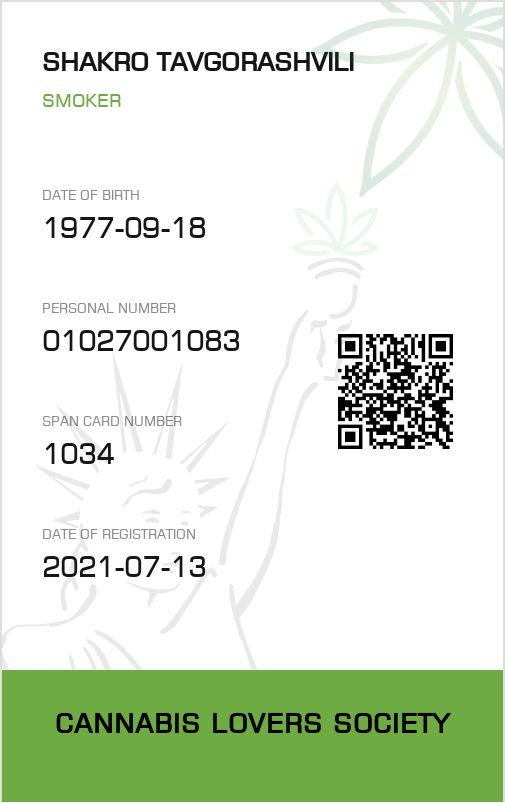 SHAKRO TAVGORASHVILI
SMOKER
DATE OF BIRTH
1977-09-18
PERSONAL NUMBER
01027001083
SPAN CARD NUMBER
1034
DATE OF REGISTRATION
2021-07-13
CANNABIS LOVERS SOCIETY